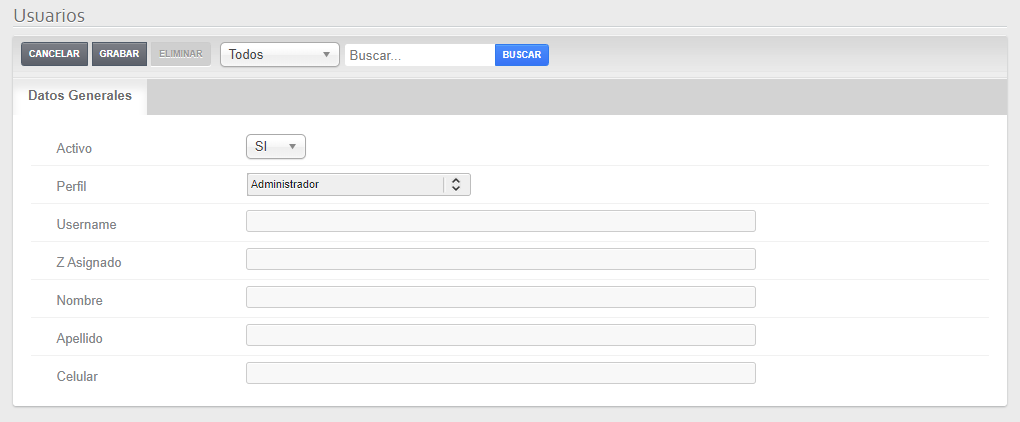 Usuarios
CANCELAR GRABAR ELIMINAR Todos Buscar... BUSCAR
Datos Generales
Activo SI
Perfil Administrador
Username
Z Asignado
Nombre
Apellido
Celular